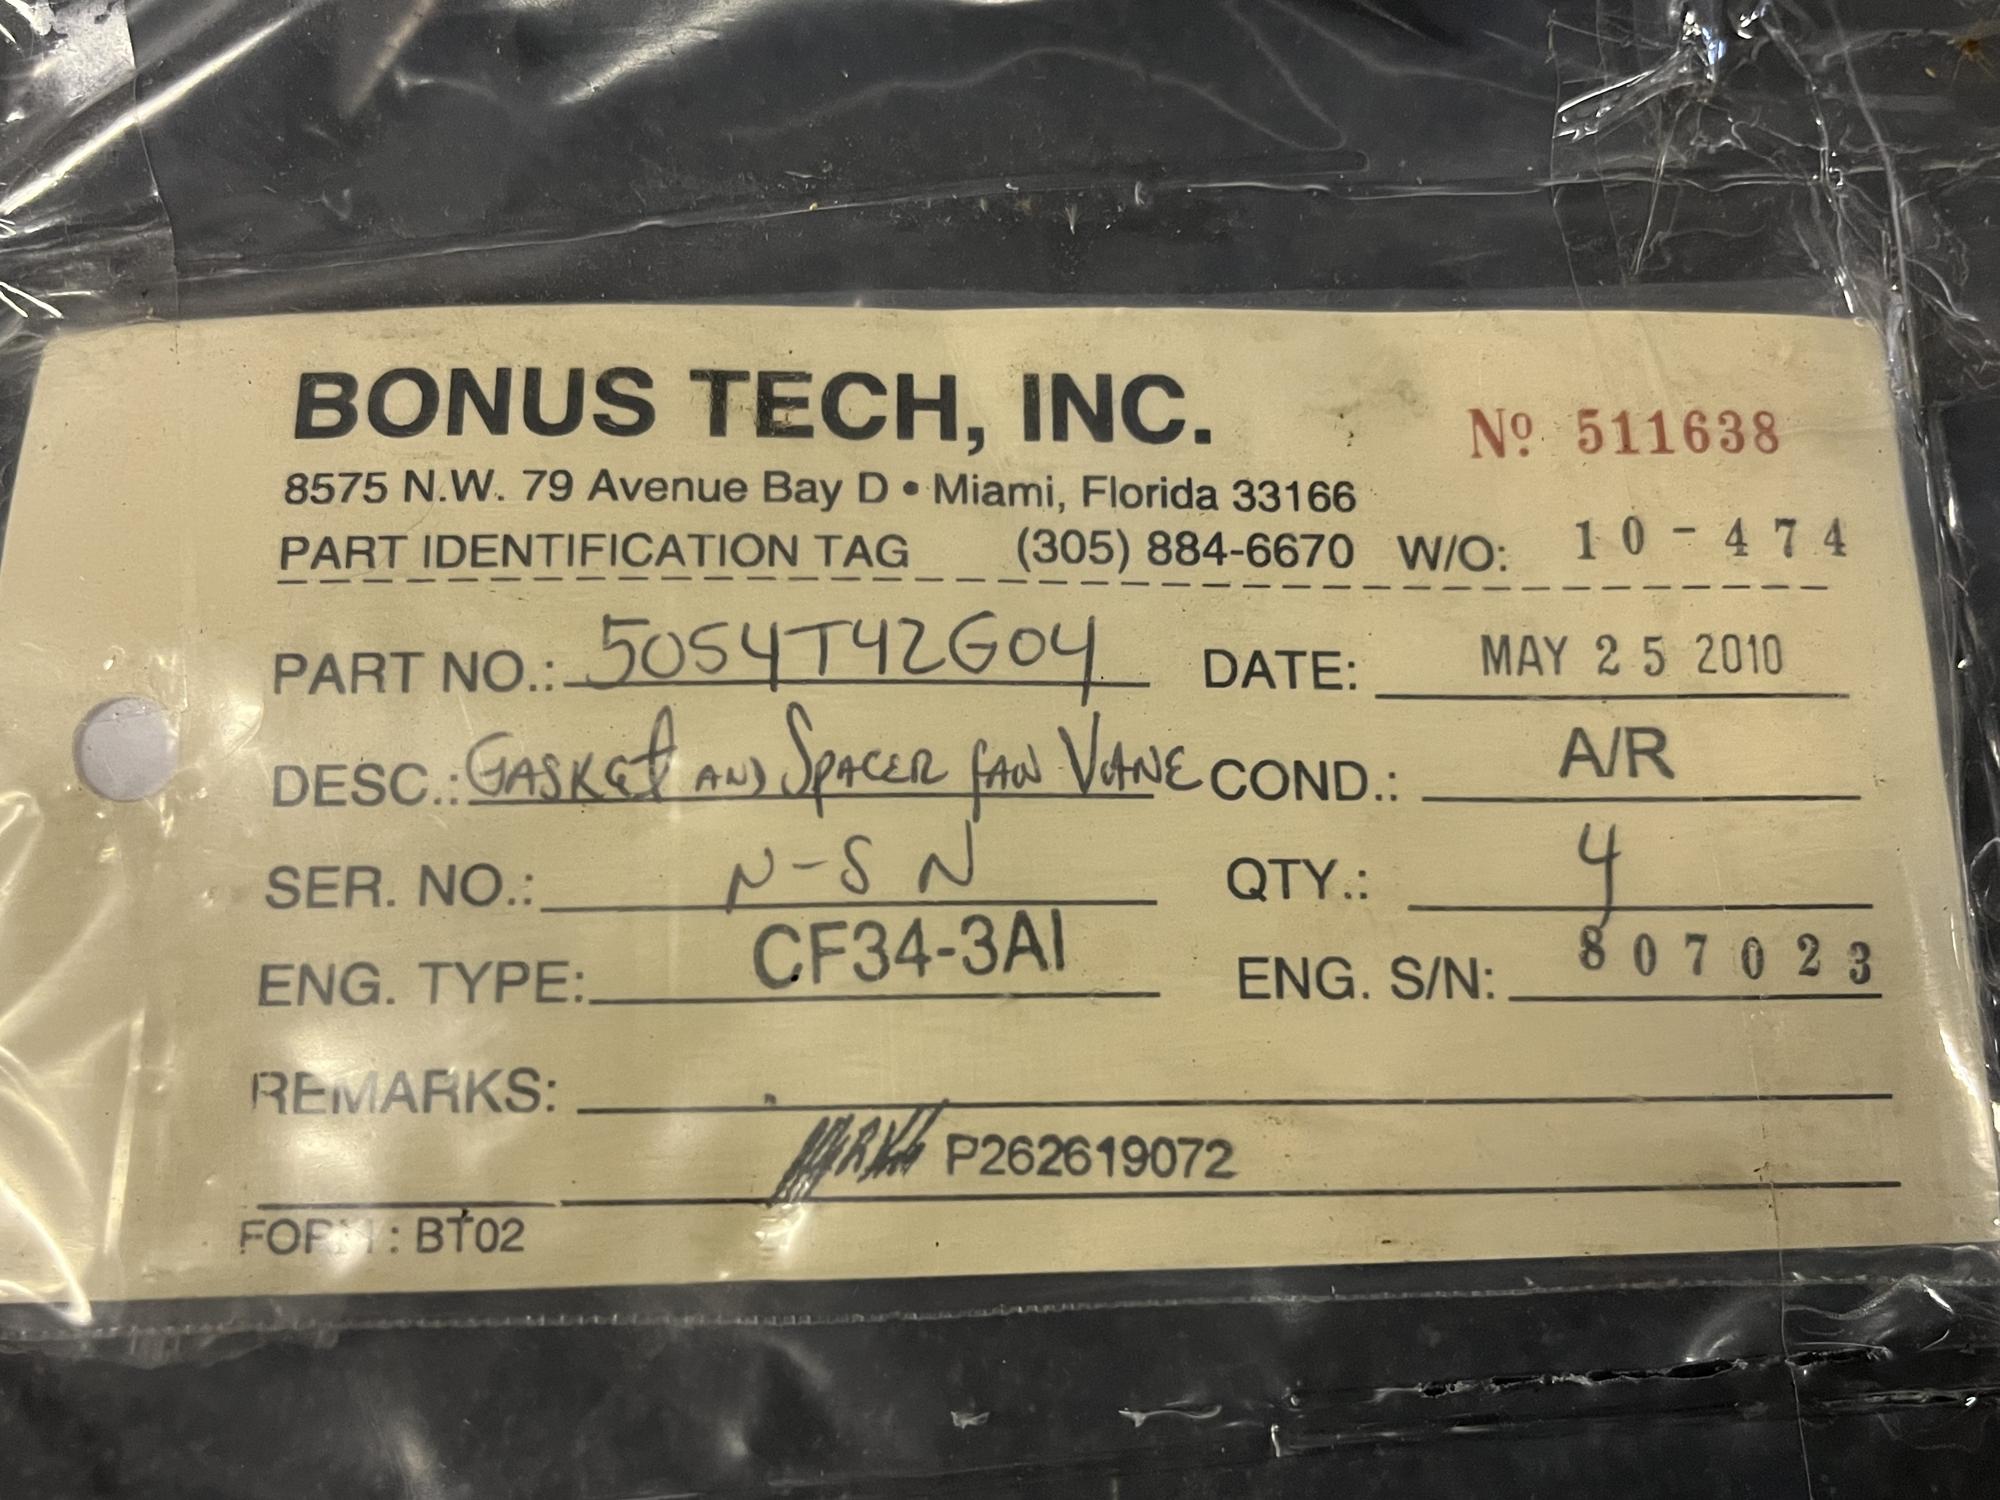 BONUS TECH, INC.
Nº 511638
8575 N.W. 79 Avenue Bay D • Miami, Florida 33166
PART IDENTIFICATION TAG (305) 884-6670 W/O: 10-474
PART NO.: 5054T42G04 DATE: MAY 25 2010
DESC.: GASKET AND SPACER FAN VANE COND.: A/R
SER. NO.: N-S N QTY.: 4
ENG. TYPE: CF34-3A1 ENG. S/N: 807023
REMARKS:
P262619072
FORM: BT02